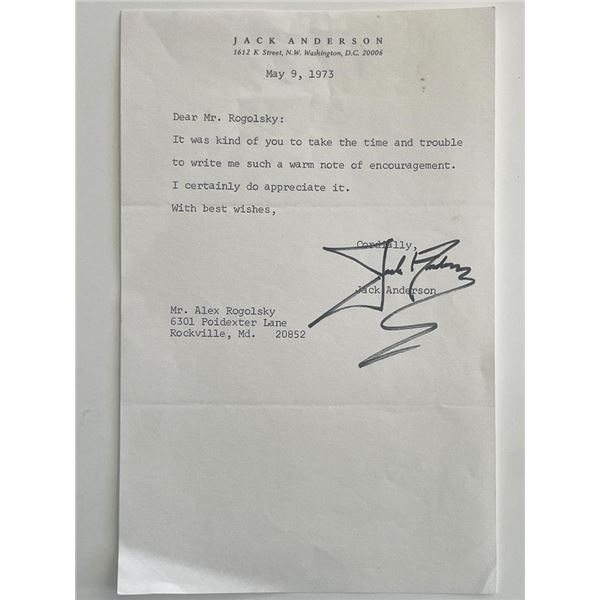 JACK ANDERSON
1612 K Street, N.W. Washington, D.C. 20006
May 9, 1973
Dear Mr. Rogolsky:
It was kind of you to take the time and trouble
to write me such a warm note of encouragement.
I certainly do appreciate it.
With best wishes,
Cordially,
Jack Anderson
Jack Anderson
Mr. Alex Rogolsky
6301 Poidexter Lane
Rockville, Md. 20852